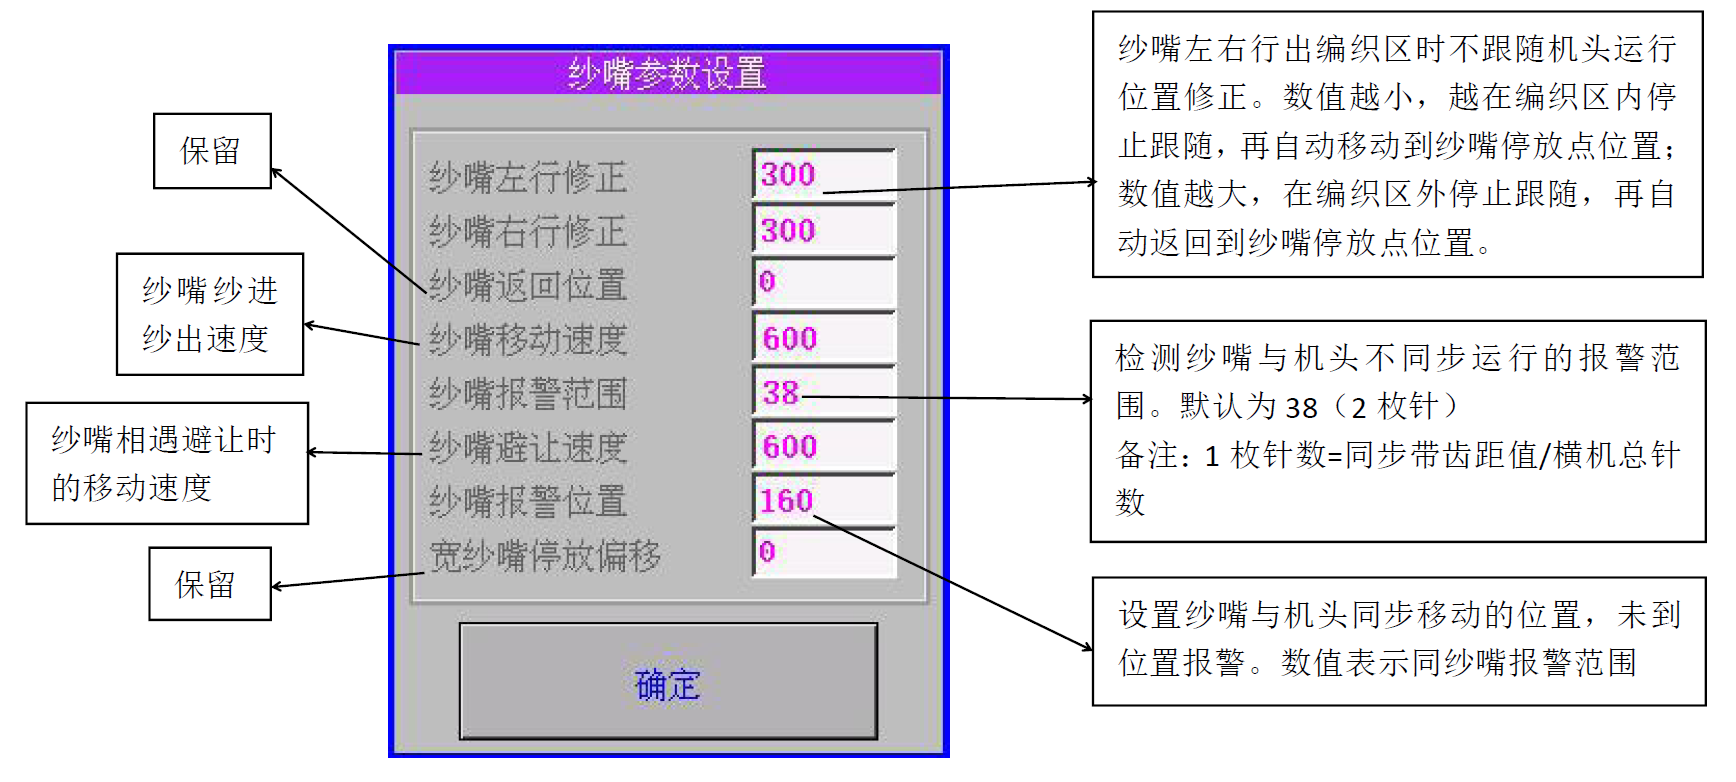 纱嘴参数设置
纱嘴左行修正 300
纱嘴右行修正 300
纱嘴返回位置 0
纱嘴移动速度 600
纱嘴报警范围 38
纱嘴避让速度 600
纱嘴报警位置 160
宽纱嘴停放偏移 0
确定
保留
纱嘴纱进
纱出速度
纱嘴相遇避让时
的移动速度
保留
纱嘴左右行出编织区时不跟随机头运行
位置修正。数值越小，越在编织区内停
止跟随，再自动移动到纱嘴停放点位置；
数值越大，在编织区外停止跟随，再自
动返回到纱嘴停放点位置。
检测纱嘴与机头不同步运行的报警范
围。默认为 38（2 枚针）
备注：1 枚针数=同步带齿距值/横机总针
数
设置纱嘴与机头同步移动的位置，未到
位置报警。数值表示同纱嘴报警范围